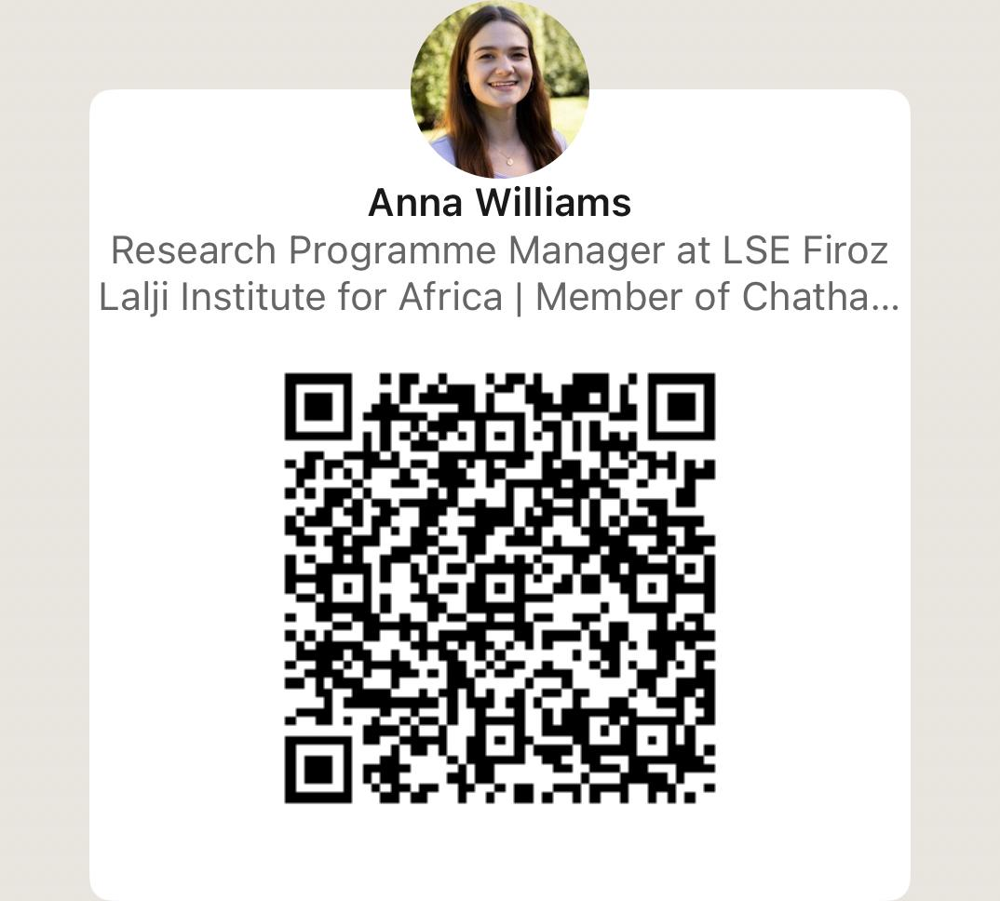 Anna Williams
Research Programme Manager at LSE Firoz
Lalji Institute for Africa | Member of Chatha...